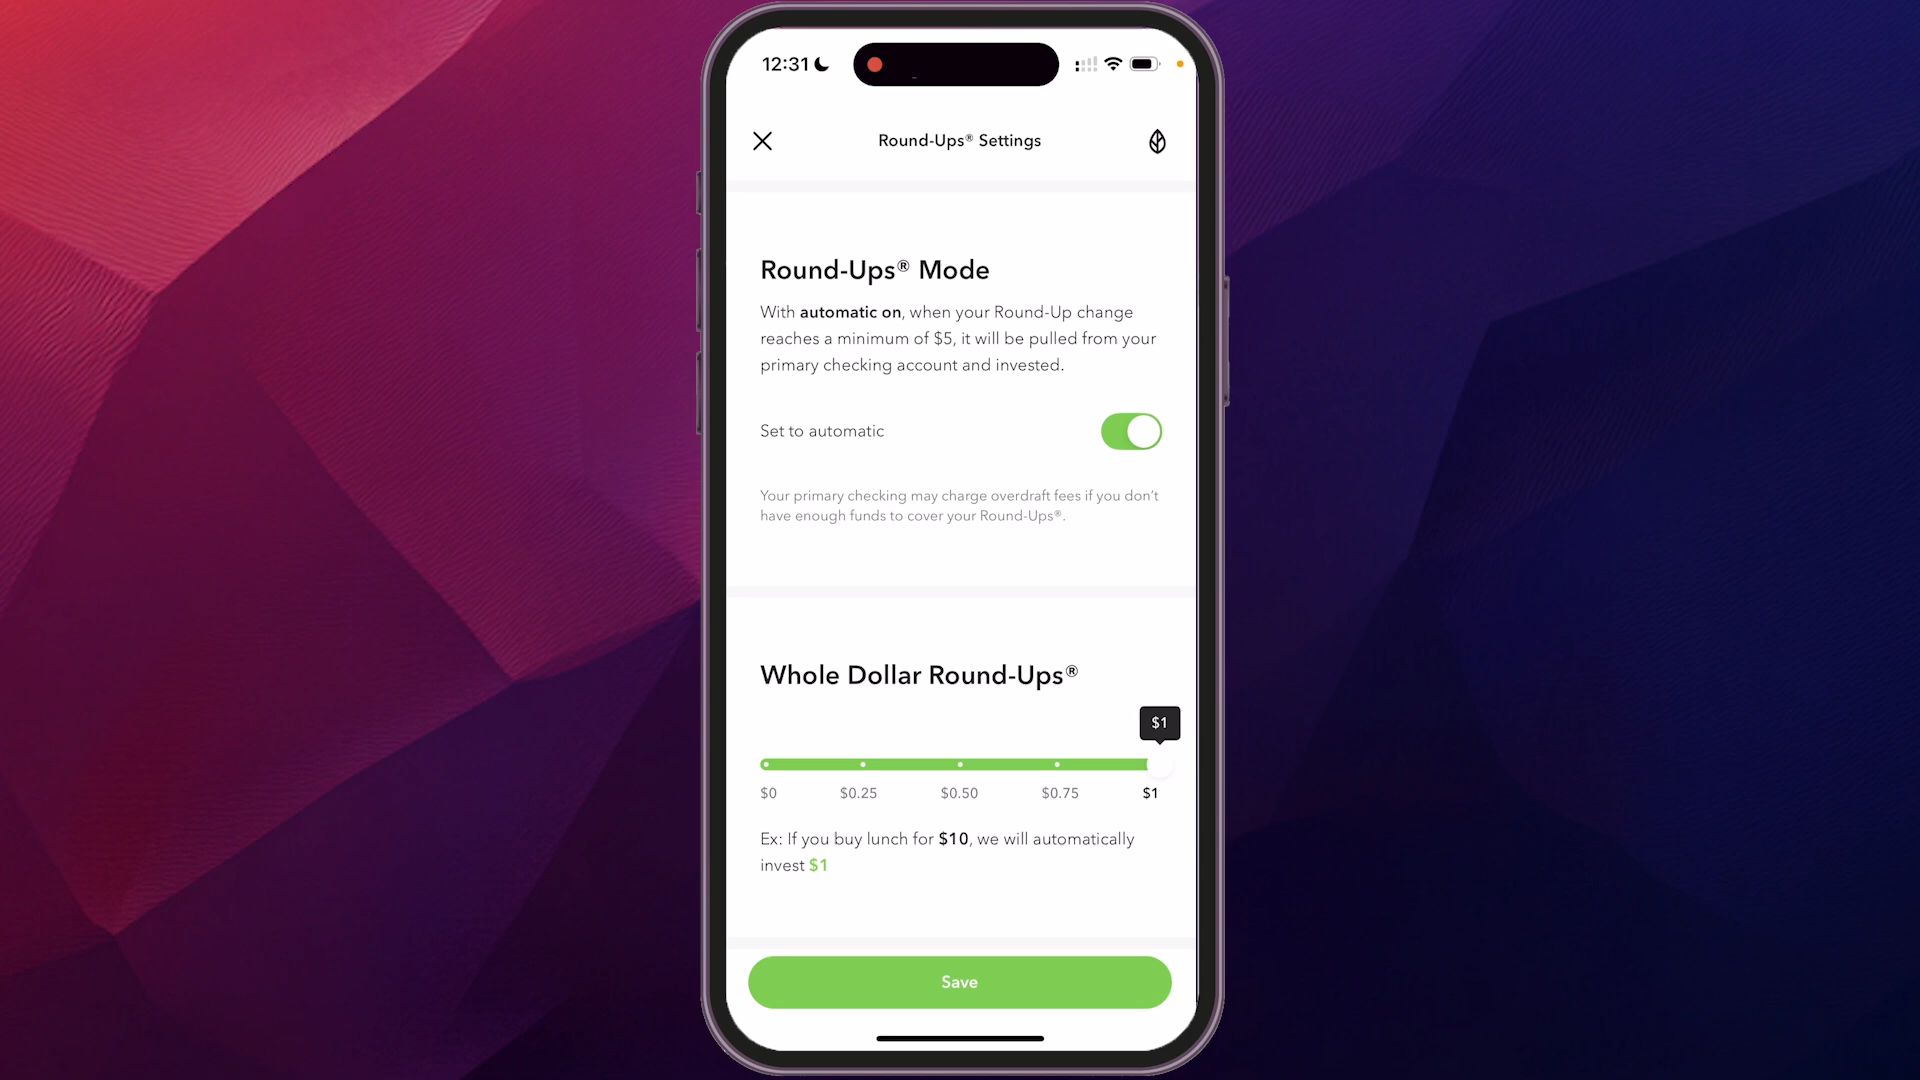 12:31
Round-Ups® Settings
Round-Ups® Mode
With automatic on, when your Round-Up change
reaches a minimum of $5, it will be pulled from your
primary checking account and invested.
Set to automatic
Your primary checking may charge overdraft fees if you don’t
have enough funds to cover your Round-Ups®.
Whole Dollar Round-Ups®
$1
$0 $0.25 $0.50 $0.75 $1
Ex: If you buy lunch for $10, we will automatically
invest $1
Save